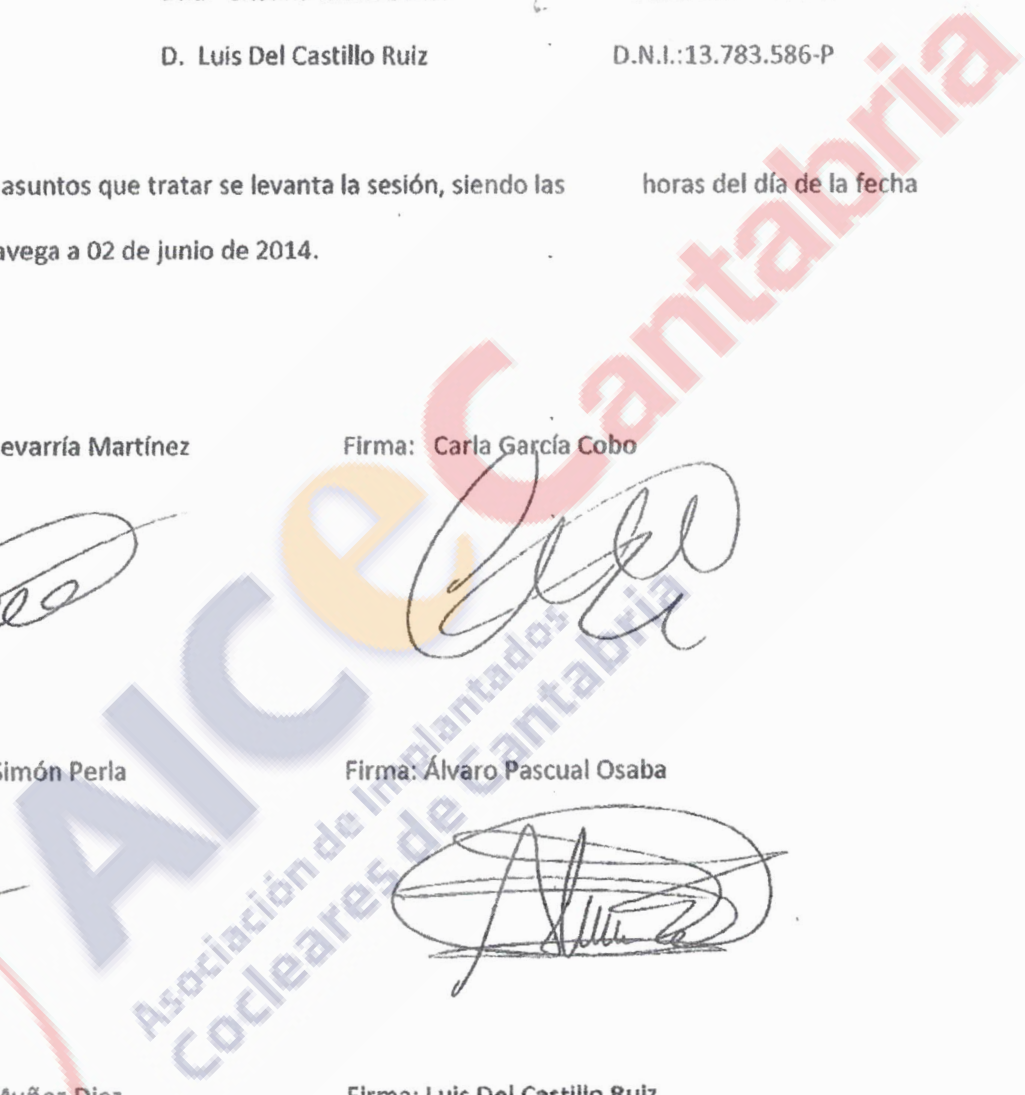 D. Luis Del Castillo Ruiz D.N.I.:13.783.586-P
asuntos que tratar se levanta la sesión, siendo las horas del día de la fecha
avega a 02 de junio de 2014.
evarría Martínez Firma: Carla García Cobo
Simón Perla Firma: Álvaro Pascual Osaba
Muñoz Diez Firma: Luis Del Castillo Ruiz
AICe Cantabria
Asociación de Implantados
Cocleares de Cantabria